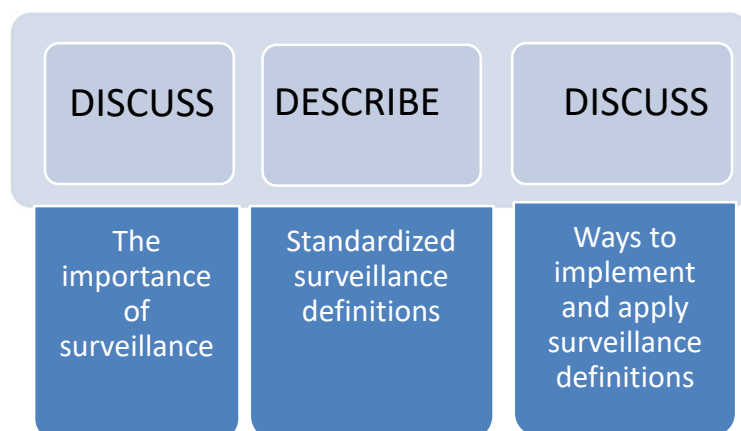 DISCUSS
The
importance
of
surveillance
DESCRIBE
Standardized
surveillance
definitions
DISCUSS
Ways to
implement
and apply
surveillance
definitions